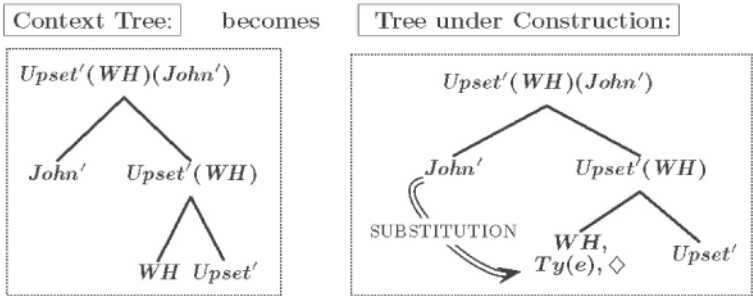 Context Tree: becomes Tree under Construction:
Upset′(WH)(John′)
John′ Upset′(WH)
WH Upset′
Upset′(WH)(John′)
John′ Upset′(WH)
SUBSTITUTION
WH,
Ty(e), ◇
Upset′